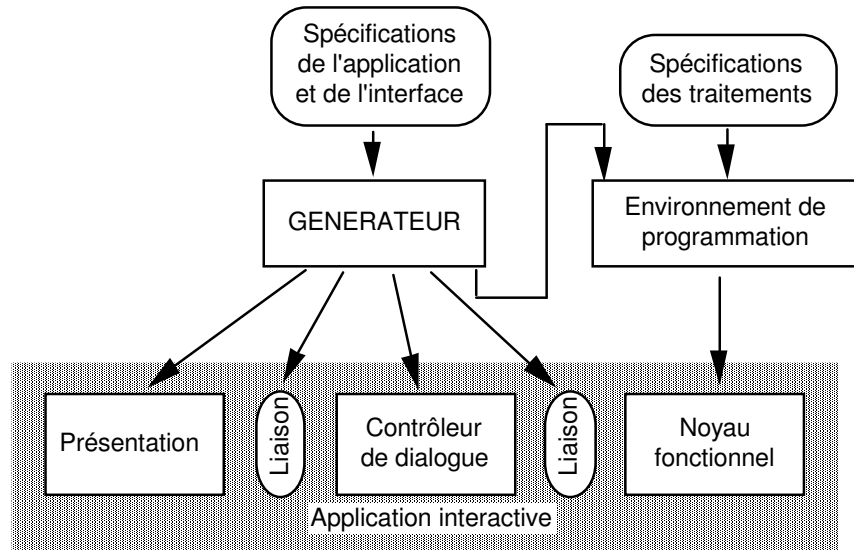 Spécifications
de l'application
et de l'interface
Spécifications
des traitements
GENERATEUR
Environnement de
programmation
Présentation
Liaison
Contrôleur
de dialogue
Liaison
Noyau
fonctionnel
Application interactive